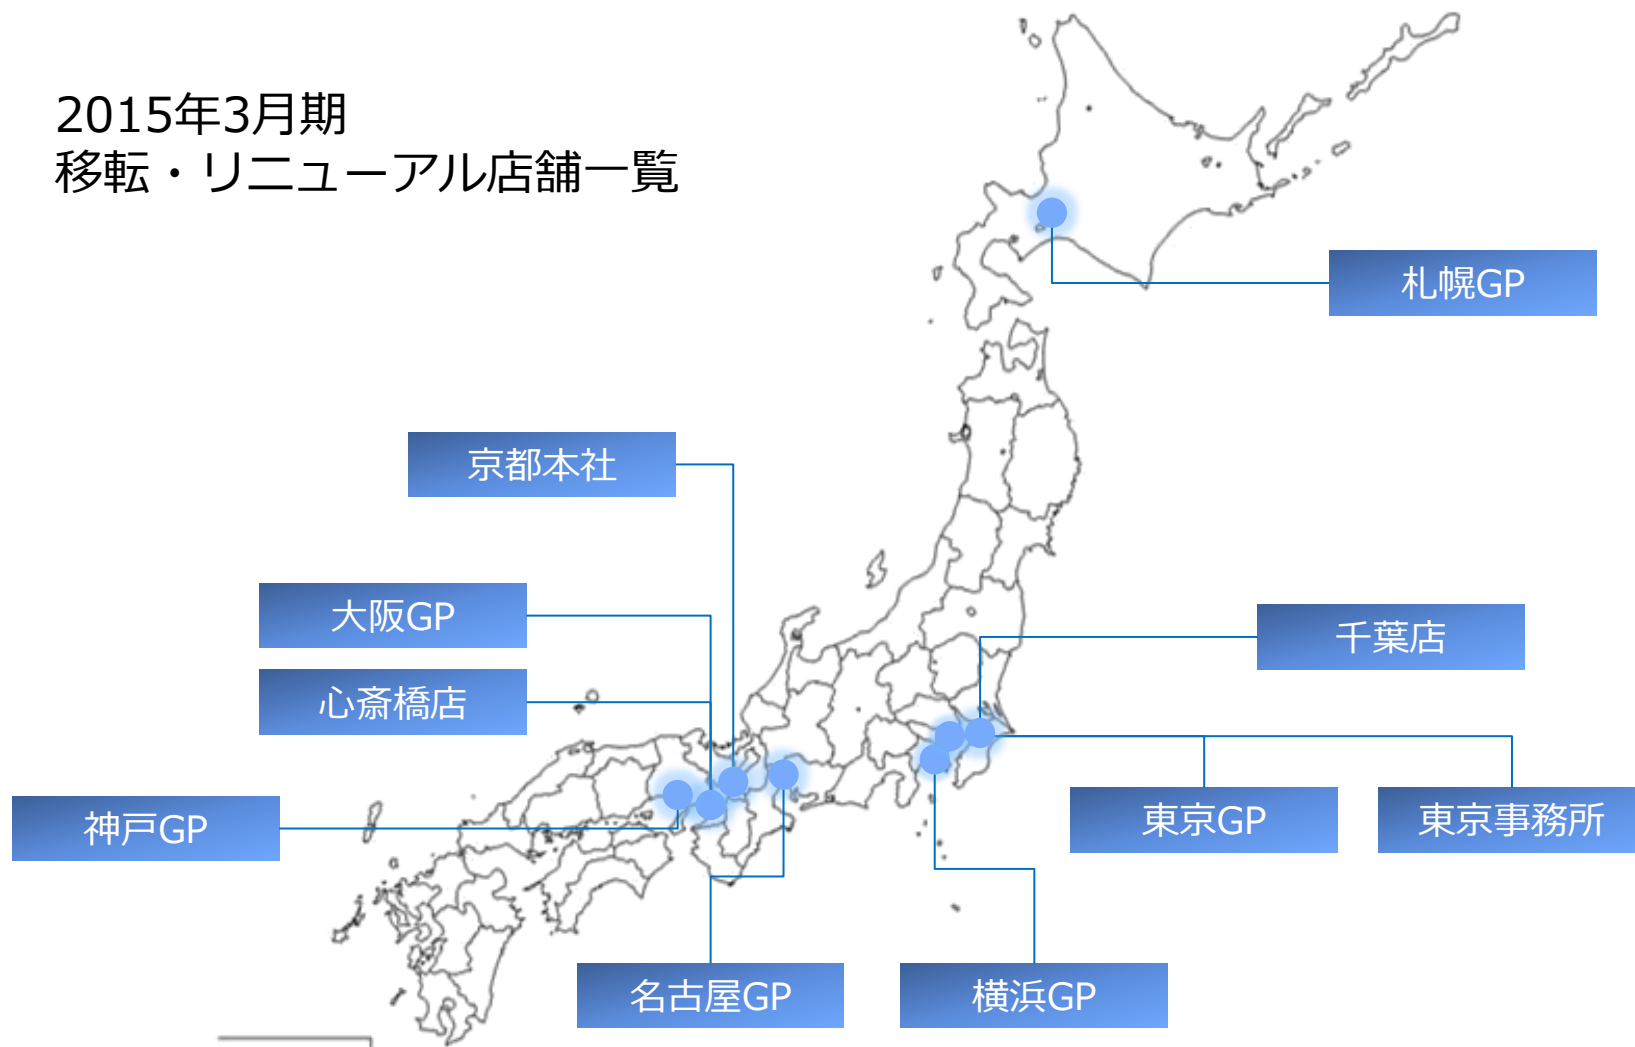 2015年3月期
移転・リニューアル店舗一覧
札幌GP
京都本社
大阪GP
千葉店
心斎橋店
神戸GP
東京GP
東京事務所
名古屋GP
横浜GP